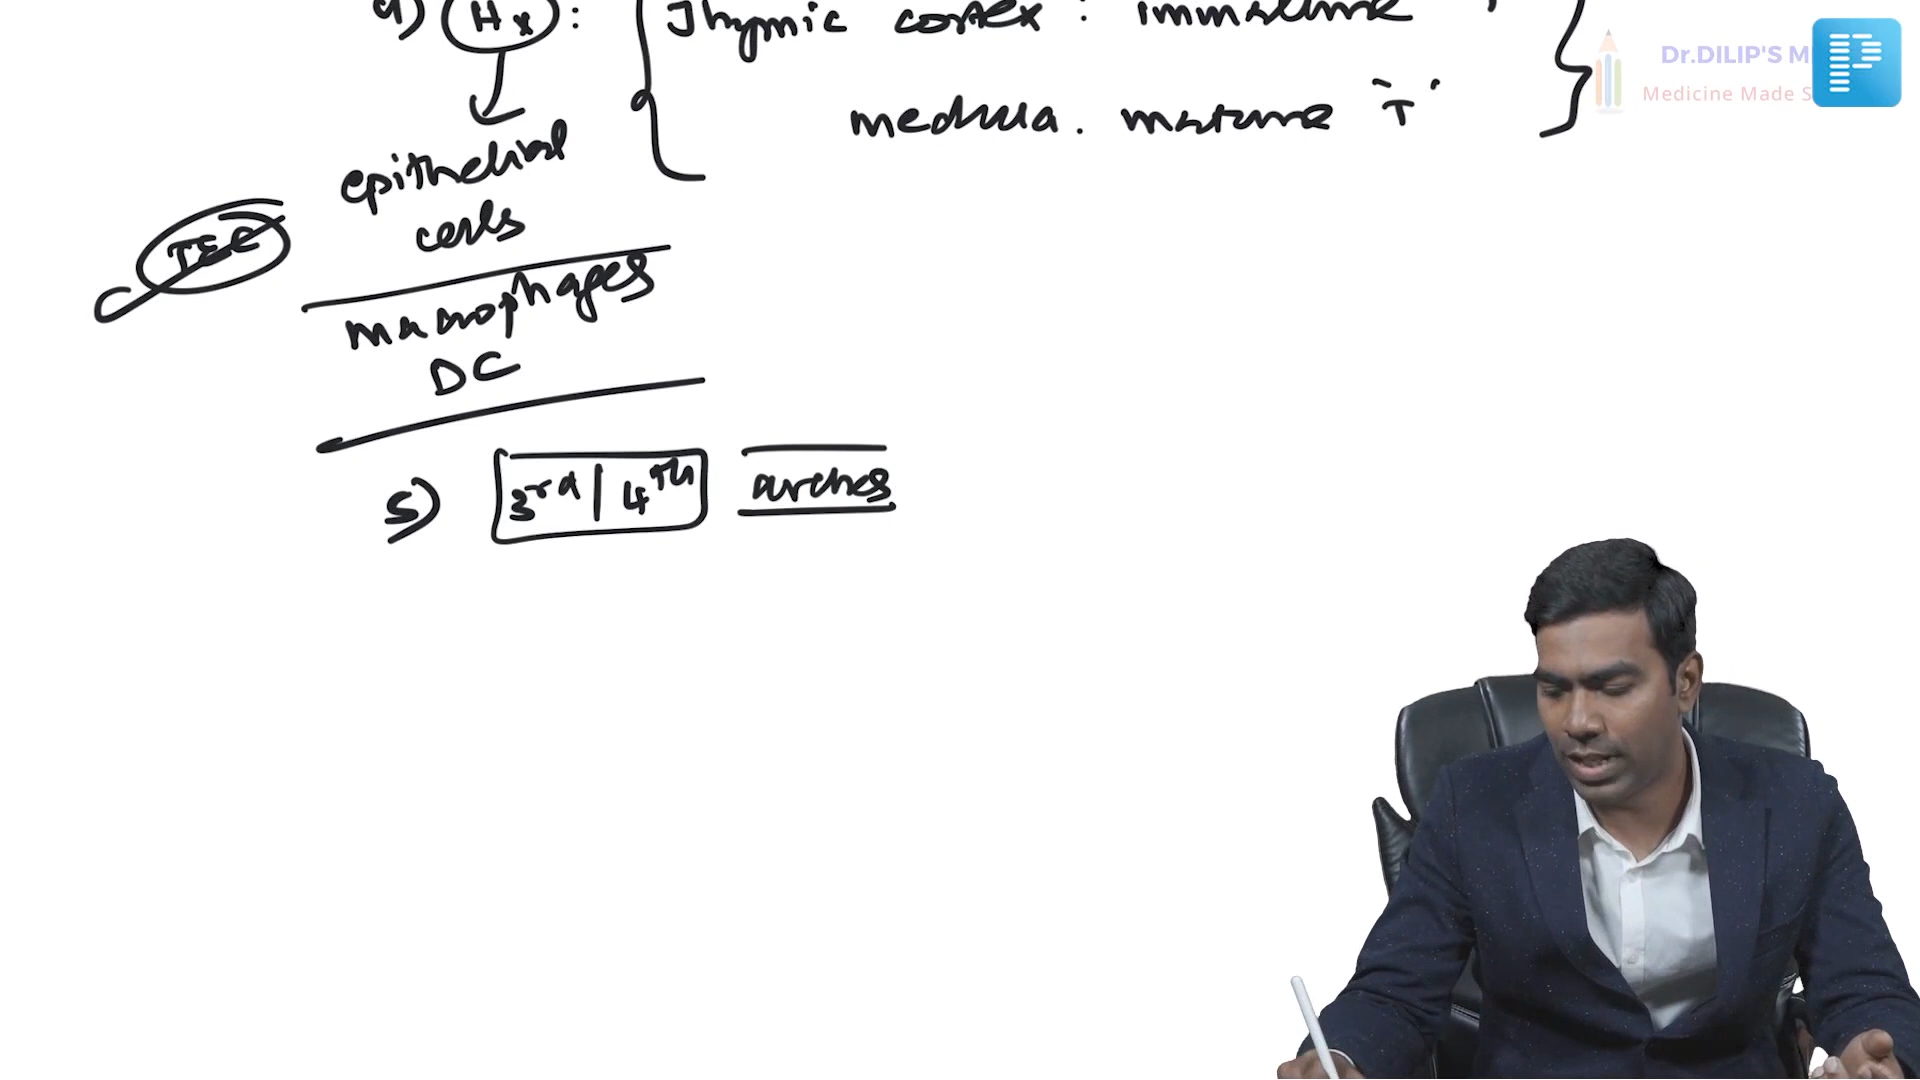 4) Hx : Thymic cortex : immature '
medulla . mature 'T'
epithelial
cells
TEC
macrophages
DC
5) 3rd | 4th arches
Dr.DILIP'S M
Medicine Made S